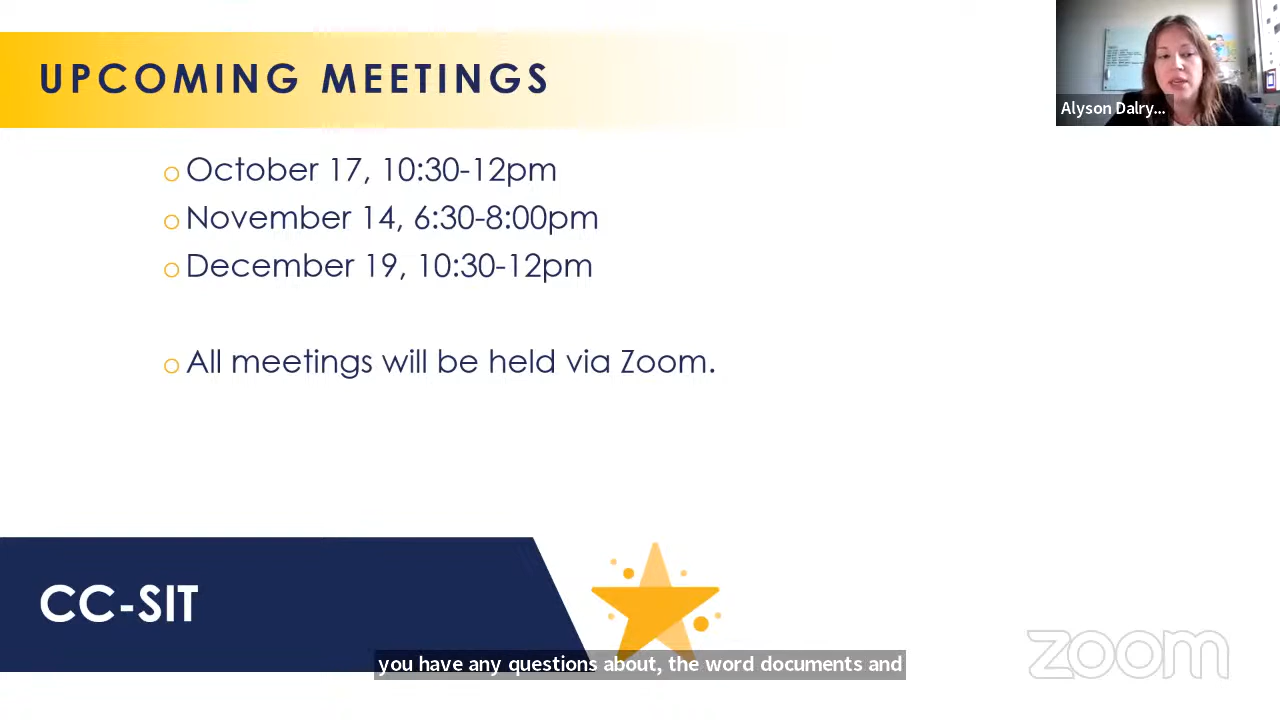 UPCOMING MEETINGS
Alyson Dalry...
October 17, 10:30-12pm
November 14, 6:30-8:00pm
December 19, 10:30-12pm
All meetings will be held via Zoom.
CC-SIT
you have any questions about, the word documents and
zoom